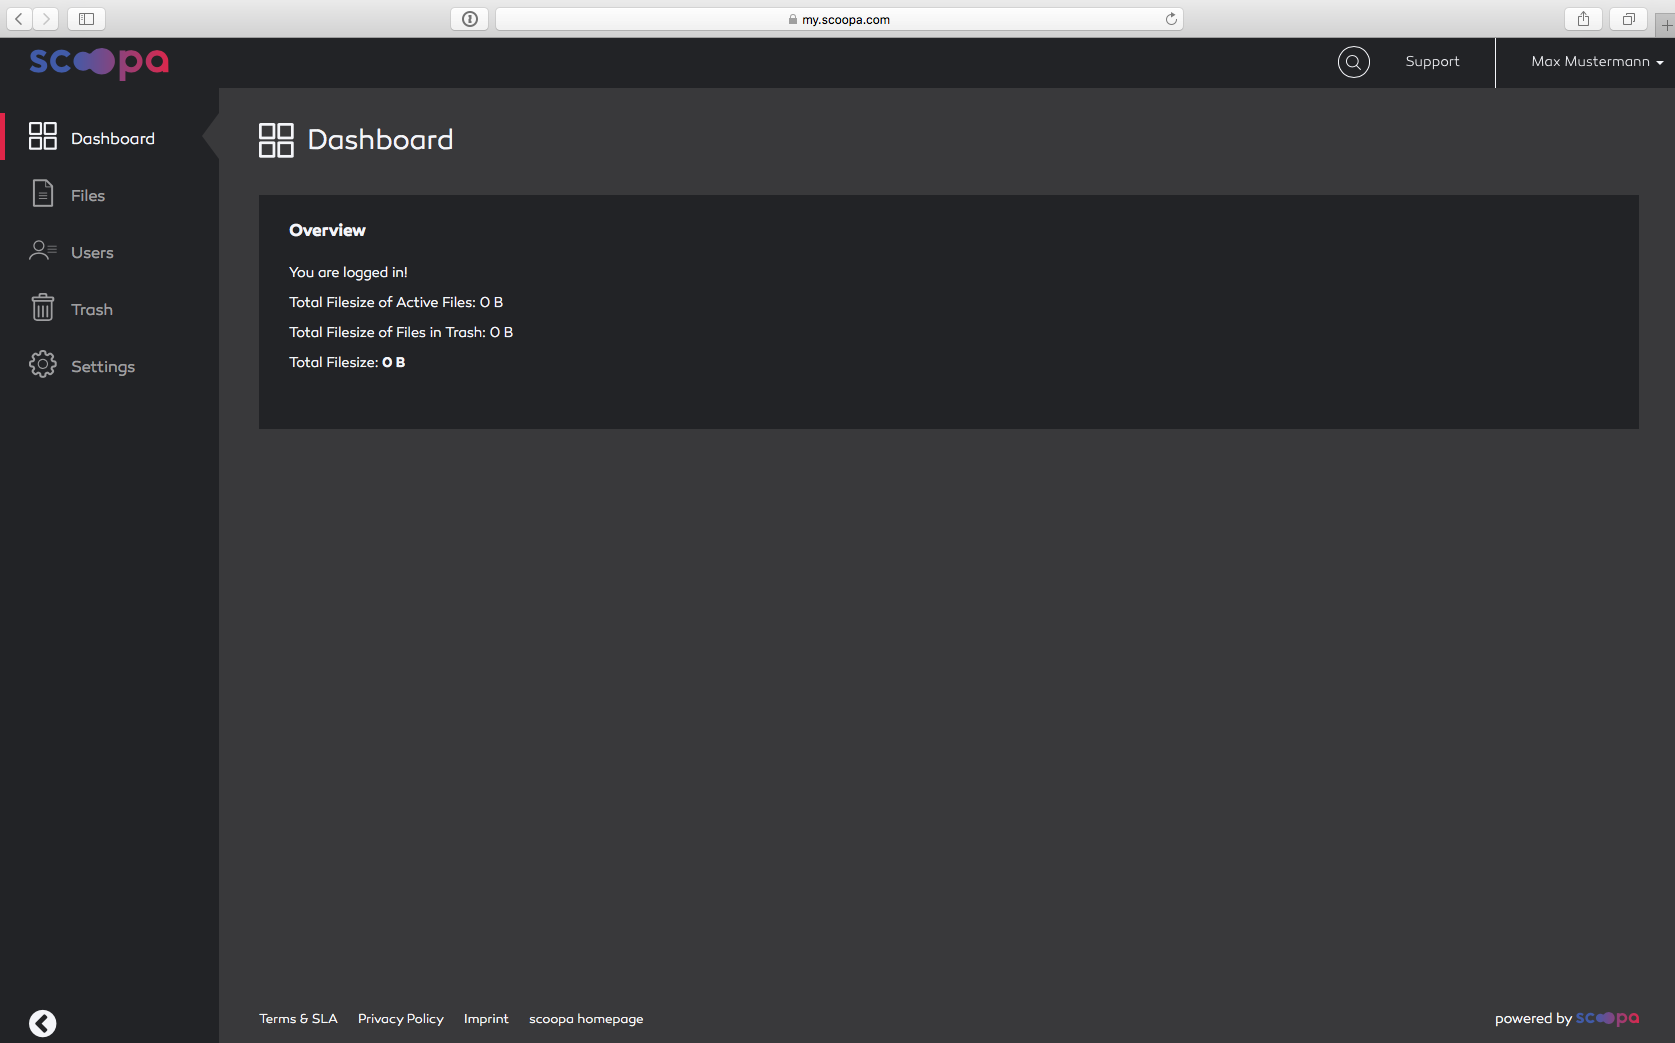 my.scoopa.com
scoopa
Support
Max Mustermann
Dashboard
Files
Users
Trash
Settings
Dashboard
Overview
You are logged in!
Total Filesize of Active Files: 0 B
Total Filesize of Files in Trash: 0 B
Total Filesize: 0 B
Terms & SLA Privacy Policy Imprint scoopa homepage
powered by scoopa